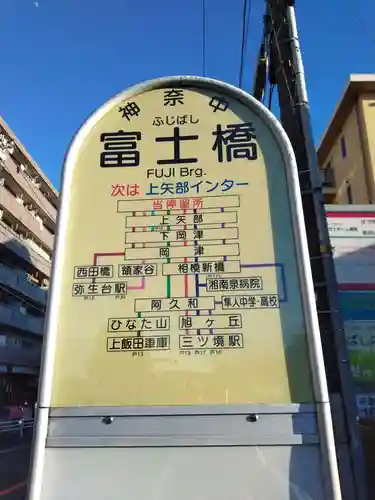 神奈中
ふじばし
富士橋
FUJI Brg.
次は 上矢部インター
当停留所
上矢部
下岡津
岡津
西田橋 領家谷 相模新橋
弥生台駅 湘南泉病院
阿久和 隼人中学・高校
ひなた山 旭ヶ丘
上飯田車庫 三ツ境駅